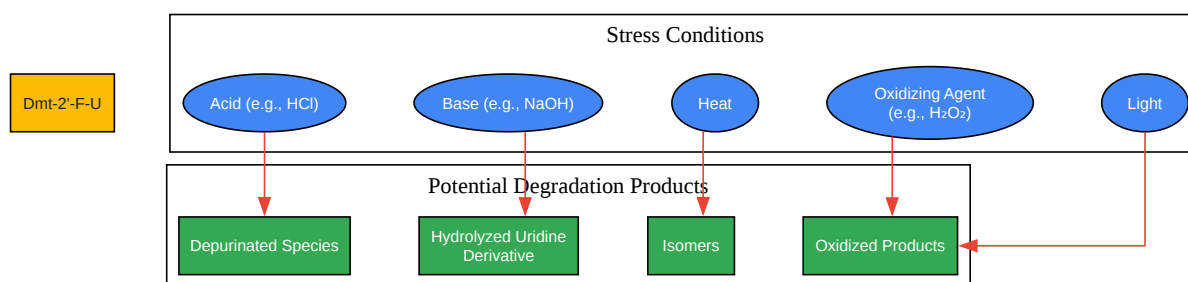 Stress Conditions
Dmt-2'-F-U
Acid (e.g., HCl)
Base (e.g., NaOH)
Heat
Oxidizing Agent
(e.g., H₂O₂)
Light
Potential Degradation Products
Depurinated Species
Hydrolyzed Uridine
Derivative
Isomers
Oxidized Products